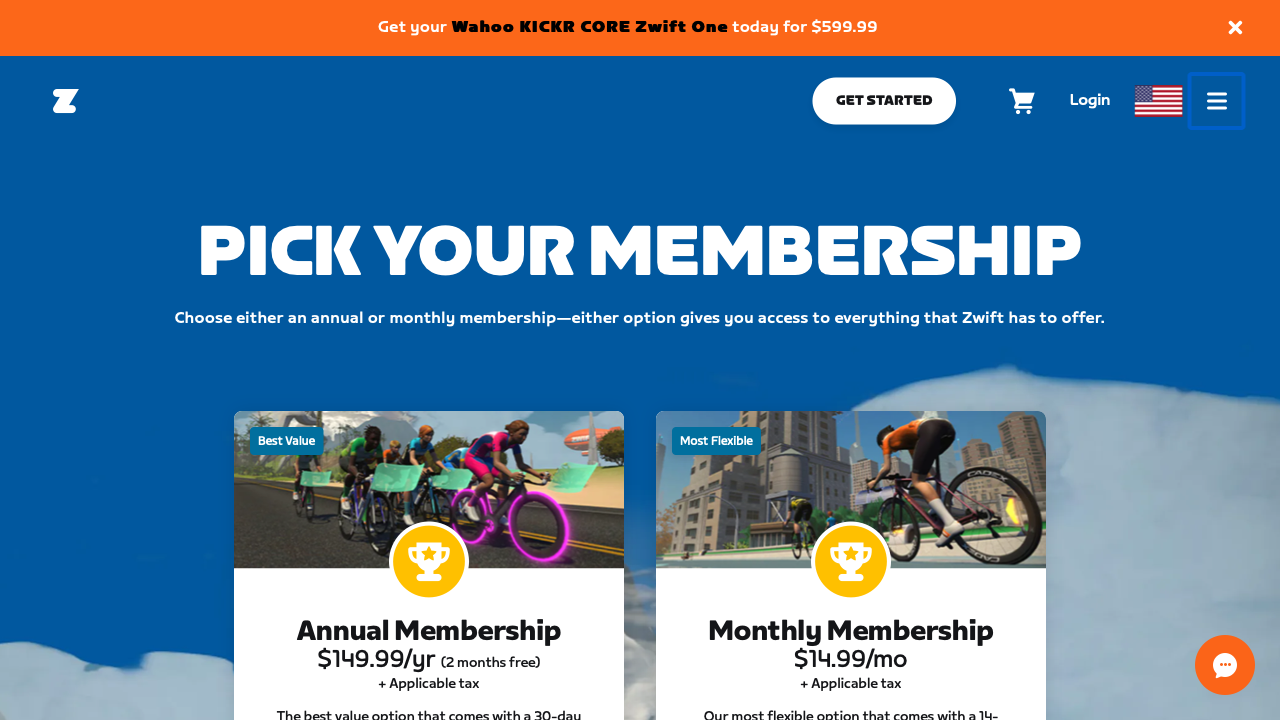 Get your Wahoo KICKR CORE Zwift One today for $599.99
GET STARTED
Login
PICK YOUR MEMBERSHIP
Choose either an annual or monthly membership—either option gives you access to everything that Zwift has to offer.
Best Value
Annual Membership
$149.99/yr (2 months free)
+ Applicable tax
The best value option that comes with a 30-day
Most Flexible
Monthly Membership
$14.99/mo
+ Applicable tax
Our most flexible option that comes with a 14-